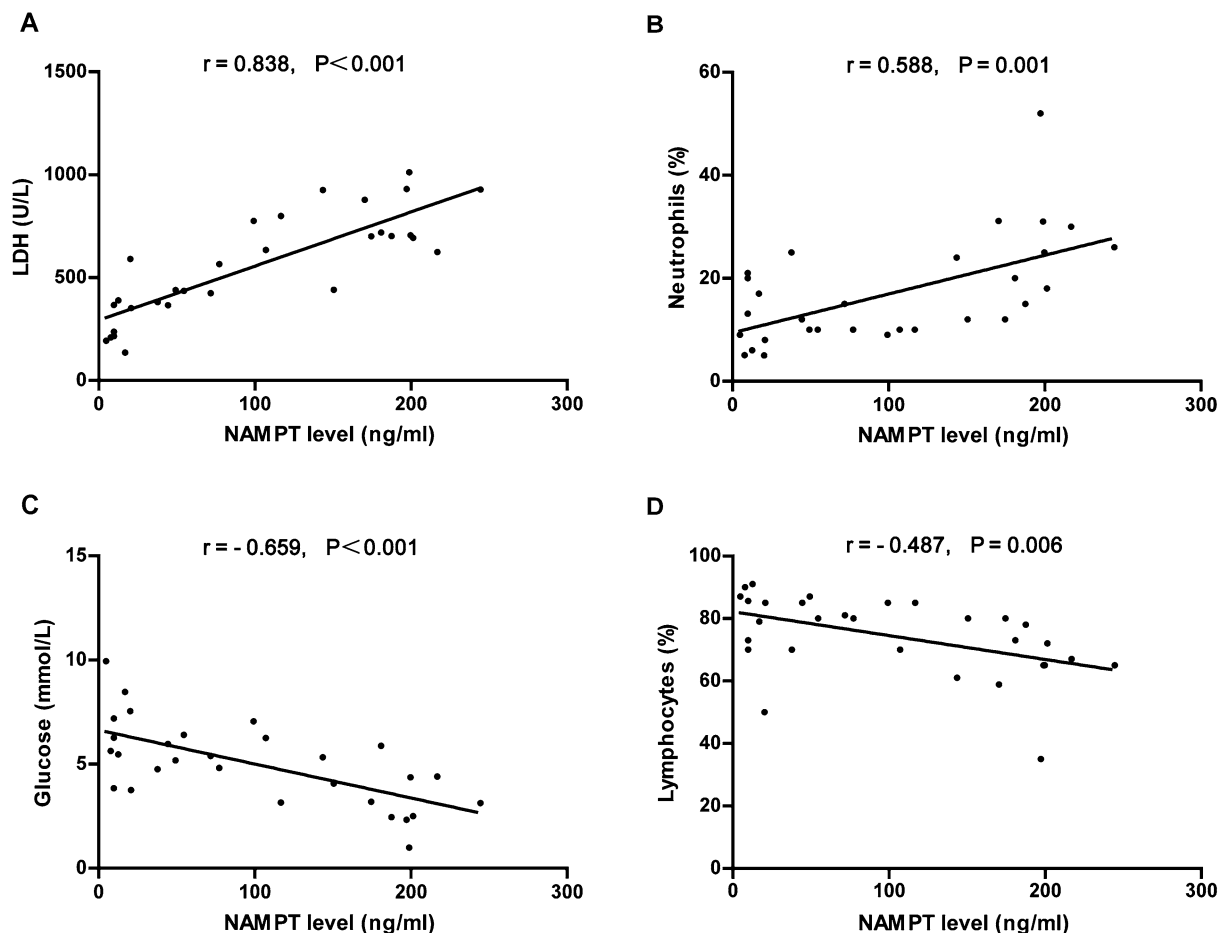 A
r = 0.838, P<0.001
1500
1000
500
0
LDH (U/L)
0 100 200 300
NAMPT level (ng/ml)
B
r = 0.588, P = 0.001
60
40
20
0
Neutrophils (%)
0 100 200 300
NAMPT level (ng/ml)
C
r = - 0.659, P<0.001
15
10
5
0
Glucose (mmol/L)
0 100 200 300
NAMPT level (ng/ml)
D
r = - 0.487, P = 0.006
100
80
60
40
20
0
Lymphocytes (%)
0 100 200 300
NAMPT level (ng/ml)